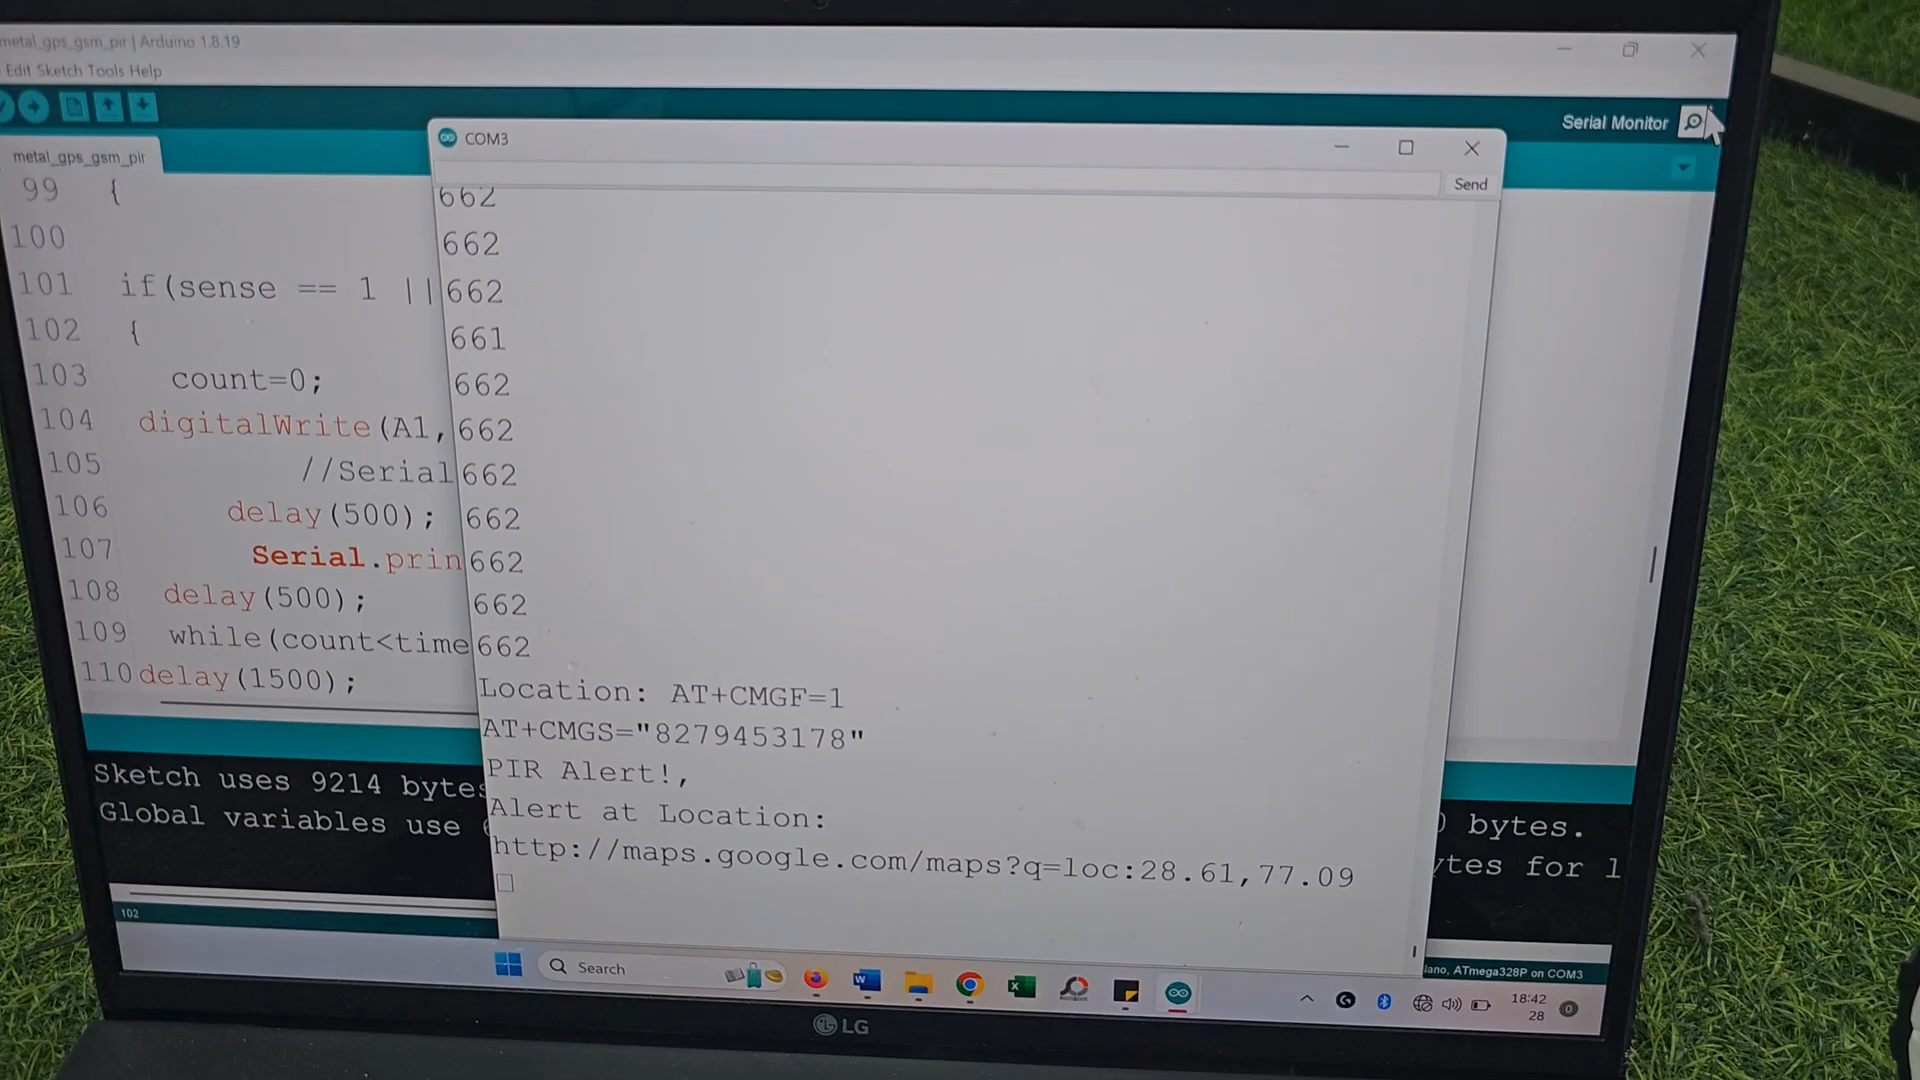 metal_gps_gsm_pir | Arduino 1.8.19
Edit Sketch Tools Help
Serial Monitor
metal_gps_gsm_pir
99 {
100
101 if(sense == 1 ||
102 {
103 count=0;
104 digitalWrite(A1,
105 //Serial
106 delay(500);
107 Serial.prin
108 delay(500);
109 while(count<time
110 delay(1500);
COM3
Send
662
662
662
661
662
662
662
662
662
662
662
Location: AT+CMGF=1
AT+CMGS="8279453178"
PIR Alert!,
Alert at Location:
http://maps.google.com/maps?q=loc:28.61,77.09
Sketch uses 9214 bytes
Global variables use
bytes.
ytes for l
102
ano, ATmega328P on COM3
Search
18:42
28
LG